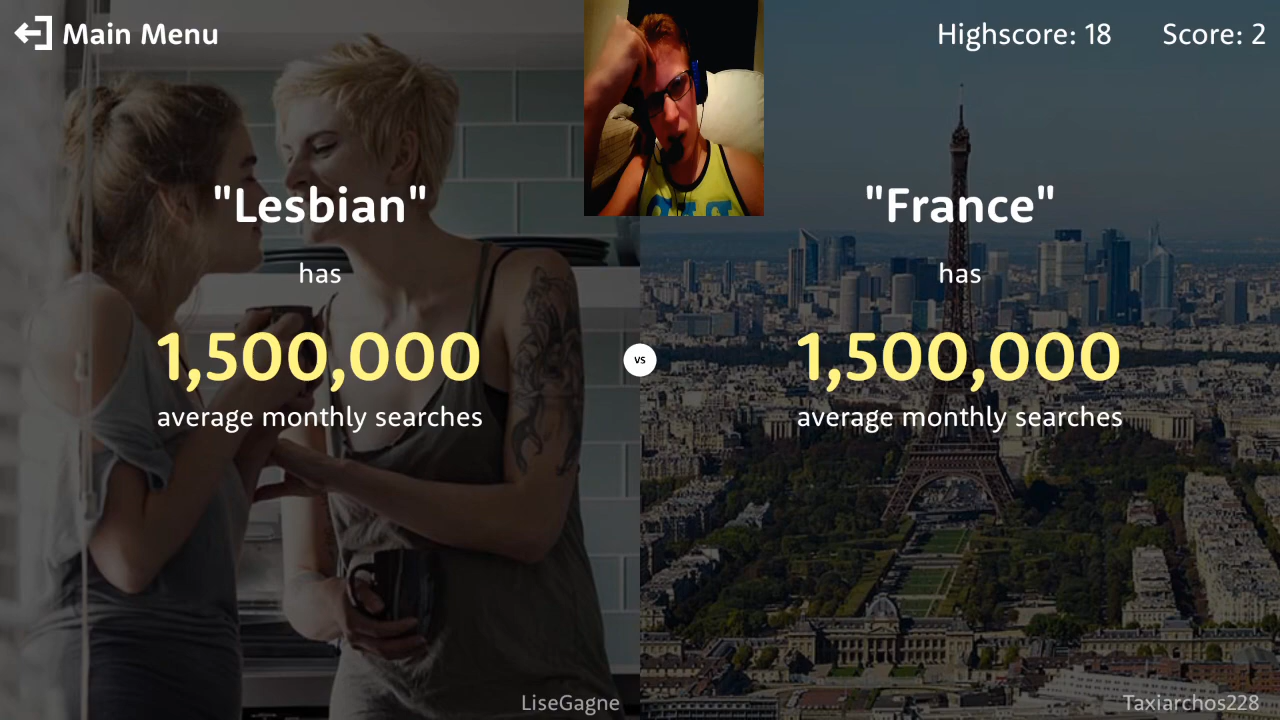 Main Menu
Highscore: 18
Score: 2
"Lesbian"
has
1,500,000
average monthly searches
LiseGagne
vs
"France"
has
1,500,000
average monthly searches
Taxiarchos228